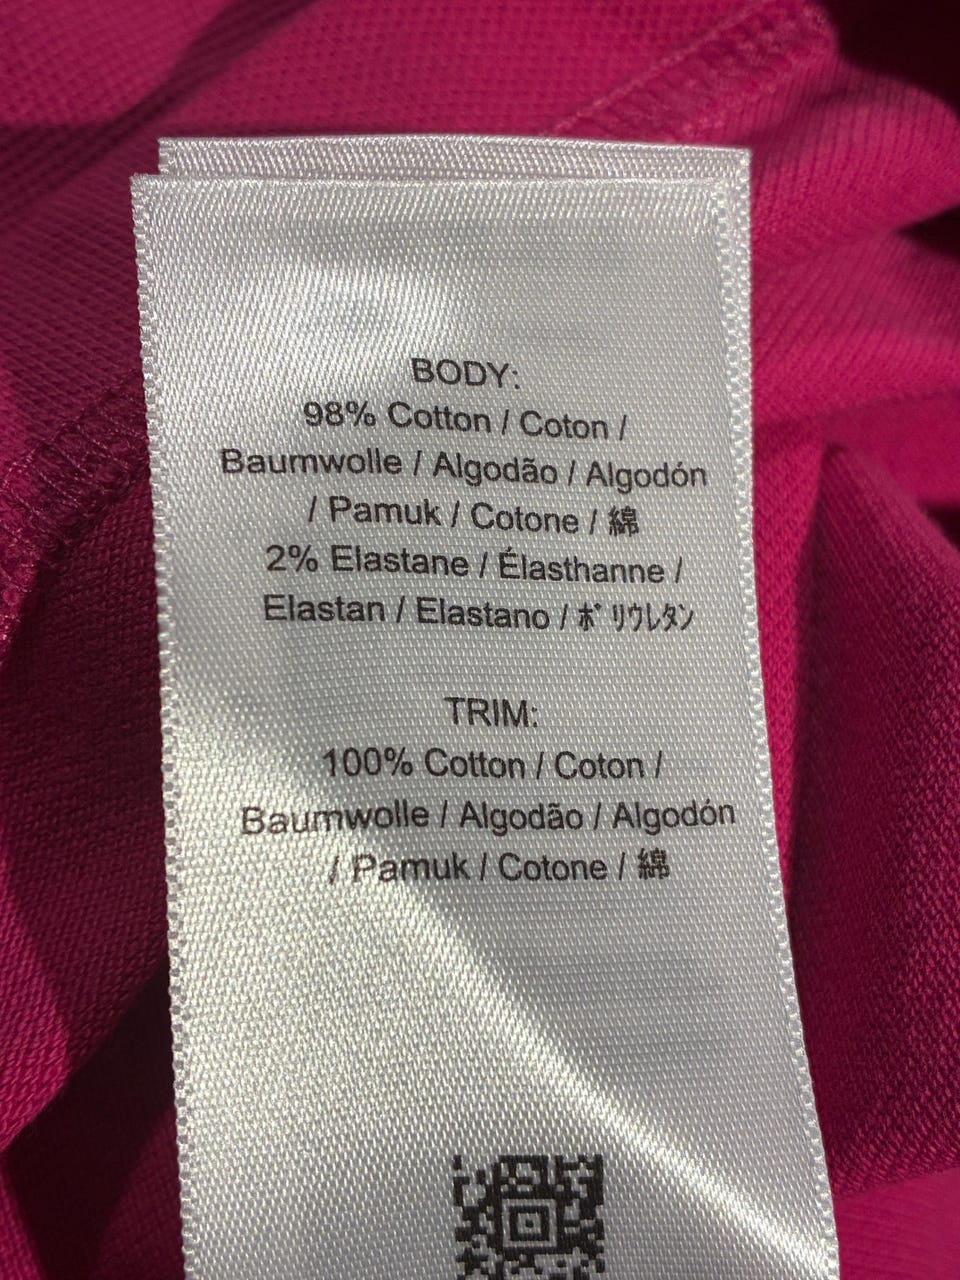 BODY:
98% Cotton / Coton /
Baumwolle / Algodão / Algodón
/ Pamuk / Cotone / 綿
2% Elastane / Élasthanne /
Elastan / Elastano / ﾎﾟﾘｳﾚﾀﾝ
TRIM:
100% Cotton / Coton /
Baumwolle / Algodão / Algodón
/ Pamuk / Cotone / 綿